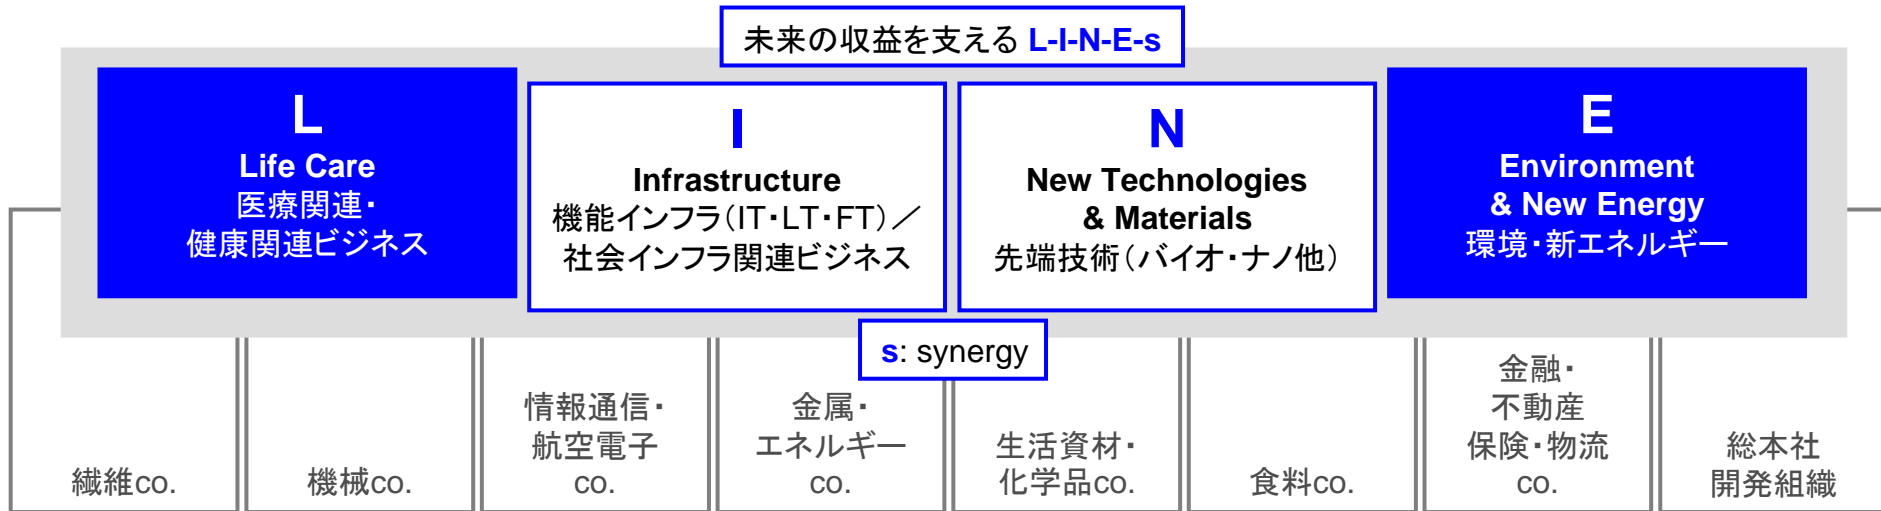 未来の収益を支える L-I-N-E-s
L
Life Care
医療関連・
健康関連ビジネス
I
Infrastructure
機能インフラ(IT・LT・FT)／
社会インフラ関連ビジネス
N
New Technologies
& Materials
先端技術(バイオ・ナノ他)
E
Environment
& New Energy
環境・新エネルギー
s: synergy
繊維co.
機械co.
情報通信・
航空電子
co.
金属・
エネルギー
co.
生活資材・
化学品co.
食料co.
金融・
不動産
保険・物流
co.
総本社
開発組織